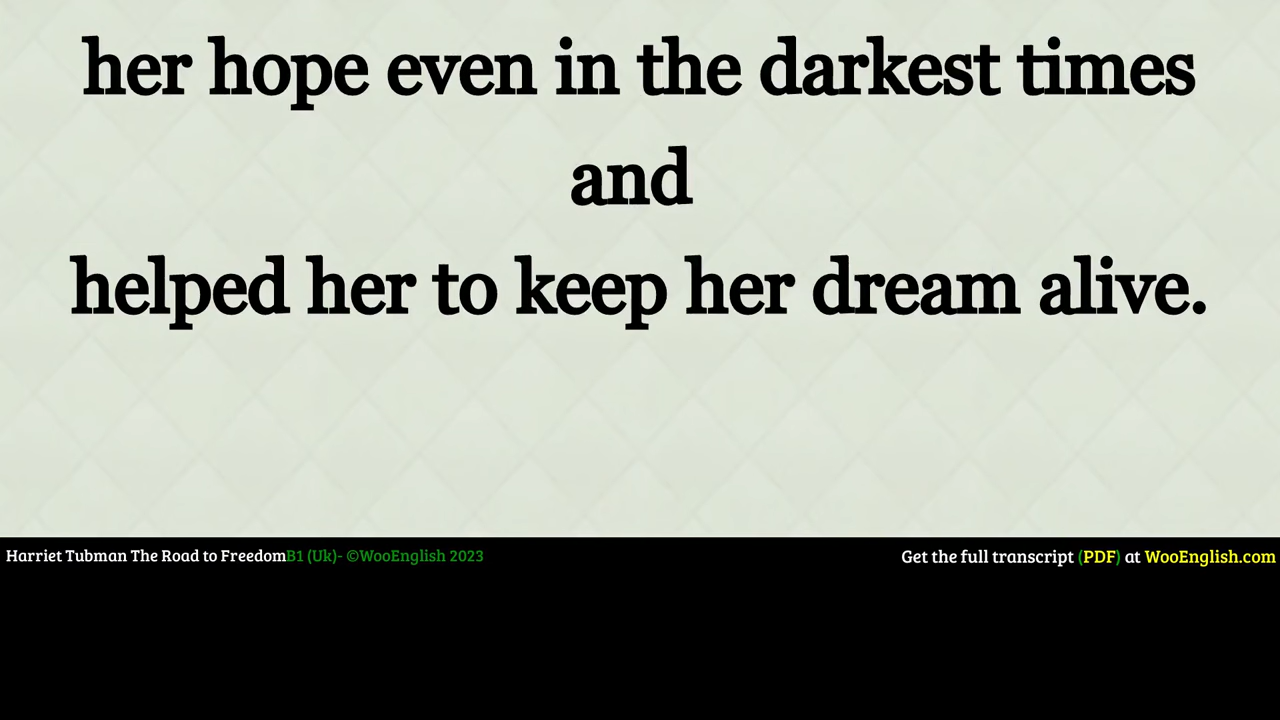 her hope even in the darkest times
and
helped her to keep her dream alive.
Harriet Tubman The Road to FreedomB1 (Uk)- ©WooEnglish 2023
Get the full transcript (PDF) at WooEnglish.com